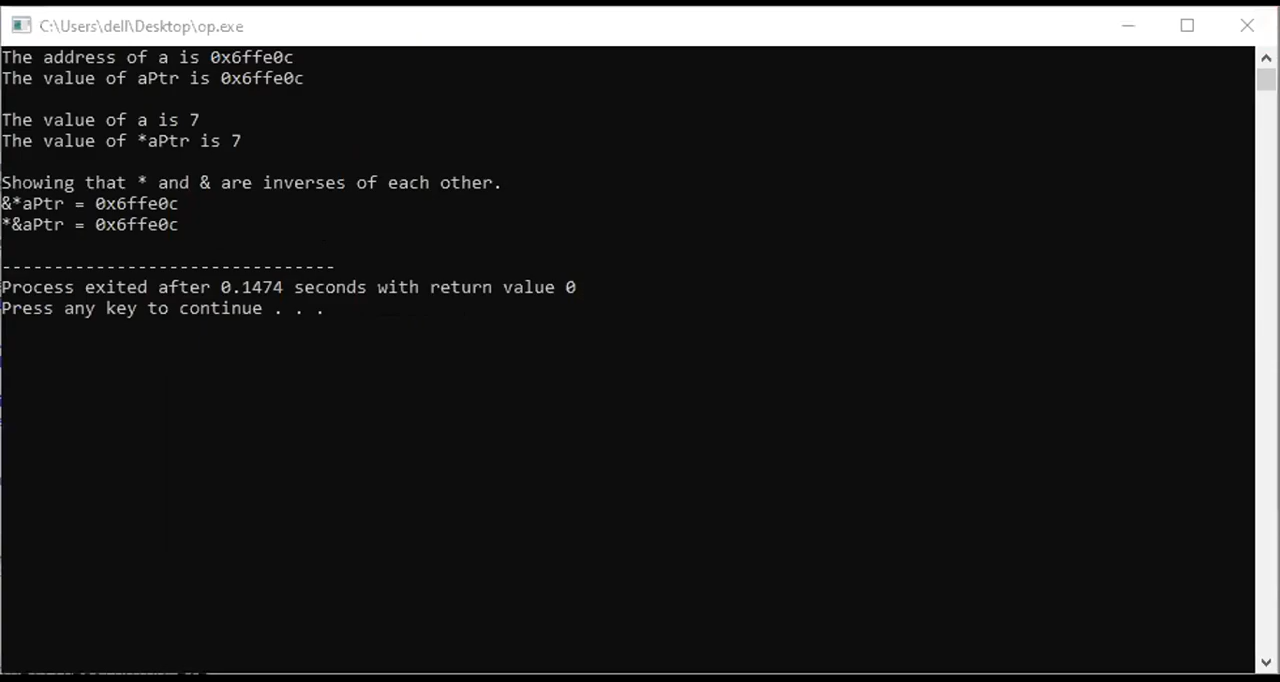 C:\Users\dell\Desktop\op.exe
The address of a is 0x6ffe0c
The value of aPtr is 0x6ffe0c
The value of a is 7
The value of *aPtr is 7
Showing that * and & are inverses of each other.
&*aPtr = 0x6ffe0c
*&aPtr = 0x6ffe0c
--------------------------------
Process exited after 0.1474 seconds with return value 0
Press any key to continue . . .